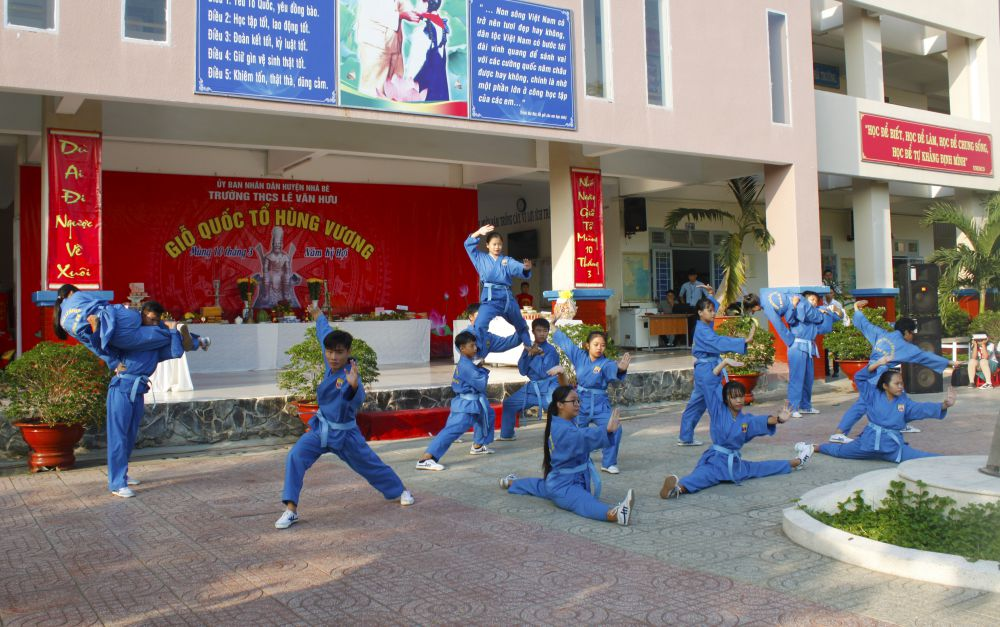 Điều 1: Yêu Tổ Quốc, yêu đồng bào.
Điều 2: Học tập tốt, lao động tốt.
Điều 3: Đoàn kết tốt, kỷ luật tốt.
Điều 4: Giữ gìn vệ sinh thật tốt.
Điều 5: Khiêm tốn, thật thà, dũng cảm.
"... Non sông Việt Nam có
trở nên tươi đẹp hay không,
dân tộc Việt Nam có bước tới
đài vinh quang để sánh vai
với các cường quốc năm châu
được hay không, chính là nhờ
một phần lớn ở công học tập
của các em ..."
"HỌC ĐỂ BIẾT, HỌC ĐỂ LÀM, HỌC ĐỂ CHUNG SỐNG,
HỌC ĐỂ TỰ KHẲNG ĐỊNH MÌNH"
Dù Ai
Đi
Ngược
Về
Xuôi
ỦY BAN NHÂN DÂN HUYỆN NHÀ BÈ
TRƯỜNG THCS LÊ VĂN HƯU
GIỖ QUỐC TỔ HÙNG VƯƠNG
Mùng 10 tháng 3 Năm Kỷ Hợi
Nhớ
Ngày
Giỗ
Tổ
Mùng
10
Tháng
3